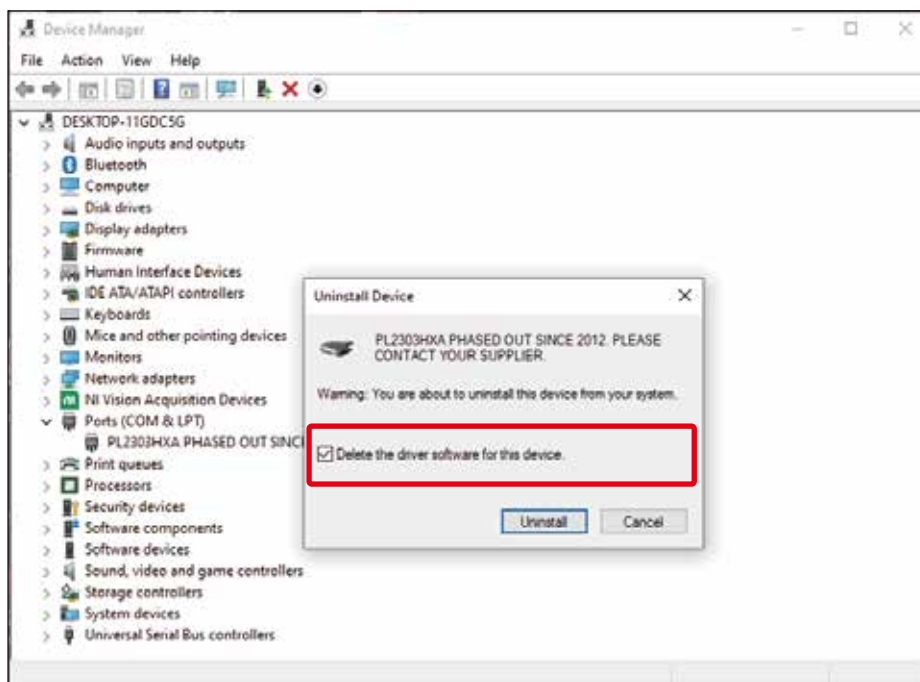 Device Manager
File Action View Help
DESKTOP-11GDC5G
Audio inputs and outputs
Bluetooth
Computer
Disk drives
Display adapters
Firmware
Human Interface Devices
IDE ATA/ATAPI controllers
Keyboards
Mice and other pointing devices
Monitors
Network adapters
NI Vision Acquisition Devices
Ports (COM & LPT)
PL2303HXA PHASED OUT SINC
Print queues
Processors
Security devices
Software components
Software devices
Sound, video and game controllers
Storage controllers
System devices
Universal Serial Bus controllers
Uninstall Device
PL2303HXA PHASED OUT SINCE 2012. PLEASE
CONTACT YOUR SUPPLIER.
Warning: You are about to uninstall this device from your system.
Delete the driver software for this device.
Uninstall Cancel